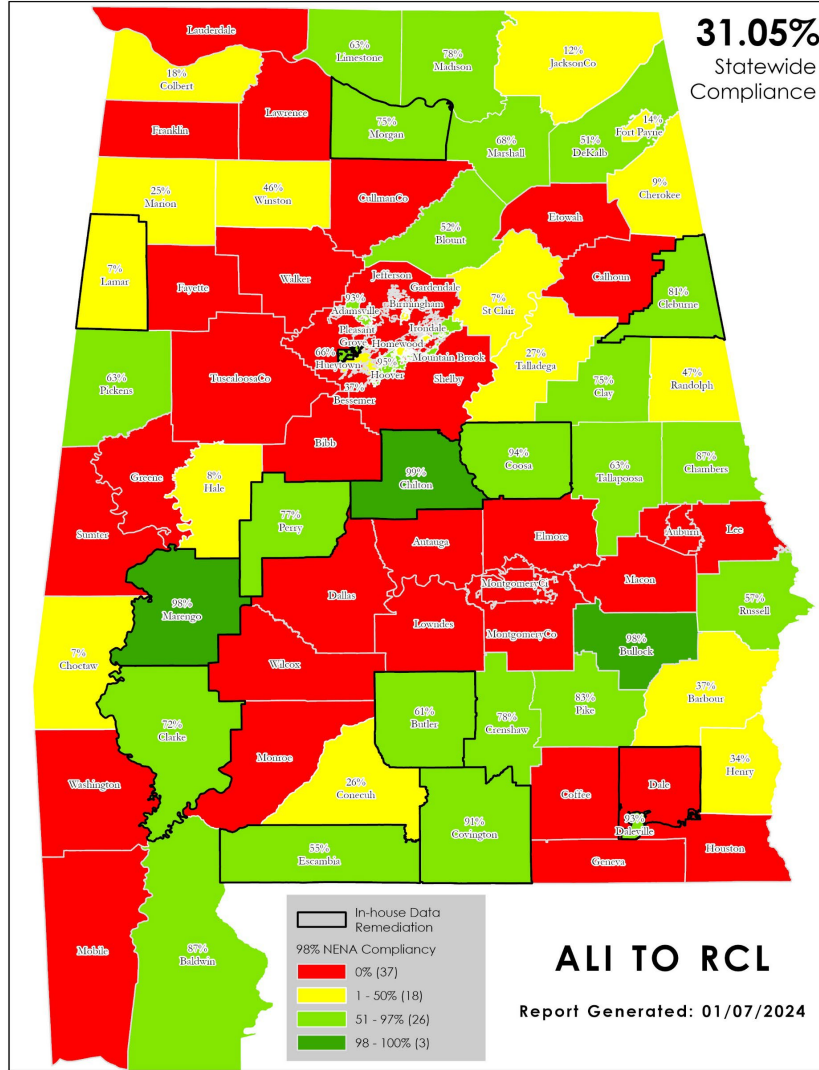 31.05%
Statewide
Compliance
Lauderdale
63%
Limestone
78%
Madison
12%
JacksonCo
18%
Colbert
Lawrence
Franklin
75%
Morgan
68%
Marshall
51%
DeKalb
14%
Fort Payne
9%
Cherokee
25%
Marion
46%
Winston
CullmanCo
52%
Blount
Etowah
Calhoun
81%
Cleburne
7%
Lamar
Fayette
Walker
Jefferson
Gardendale
Birmingham
93%
Adamsville
Pleasant
Grove
Irondale
Homewood
Mountain Brook
66%
Hueytown
95%
Hoover
37%
Bessemer
7%
St Clair
27%
Talladega
Shelby
63%
Pickens
TuscaloosaCo
75%
Clay
47%
Randolph
Bibb
Greene
8%
Hale
99%
Chilton
94%
Coosa
63%
Tallapoosa
87%
Chambers
Sumter
77%
Perry
Autauga
Elmore
Auburn
Lee
98%
Marengo
Dallas
MontgomeryCi
Macon
57%
Russell
7%
Choctaw
Wilcox
Lowndes
MontgomeryCo
98%
Bullock
37%
Barbour
72%
Clarke
Monroe
61%
Butler
78%
Crenshaw
83%
Pike
34%
Henry
Washington
26%
Conecuh
91%
Covington
Coffee
Dale
93%
Daleville
55%
Escambia
Geneva
Houston
Mobile
87%
Baldwin
In-house Data
Remediation
98% NENA Compliancy
0% (37)
1 - 50% (18)
51 - 97% (26)
98 - 100% (3)
ALI TO RCL
Report Generated: 01/07/2024